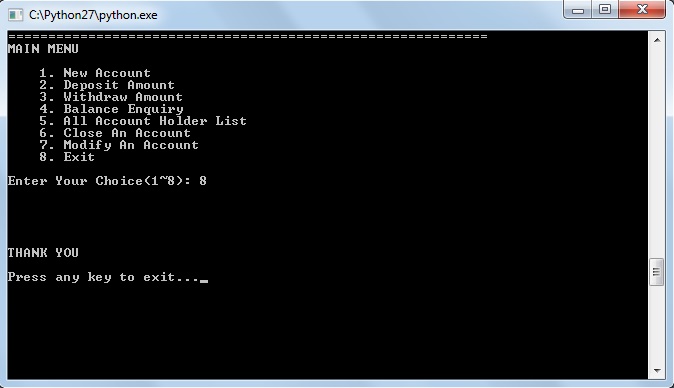 C:\Python27\python.exe
============================================================
MAIN MENU
1. New Account
2. Deposit Amount
3. Withdraw Amount
4. Balance Enquiry
5. All Account Holder List
6. Close An Account
7. Modify An Account
8. Exit
Enter Your Choice(1~8): 8
THANK YOU
Press any key to exit..._